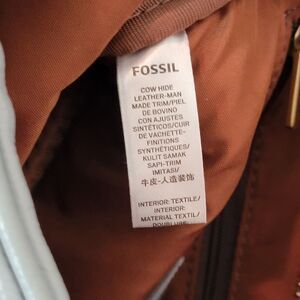 FOSSIL
COW HIDE
LEATHER-MAN
MADE TRIM/PIEL
DE BOVINO
CON AJUSTES
SINTÉTICOS/CUIR
DE VACHETTE-
FINITIONS
SYNTHÉTIQUES/
KULIT SAMAK
SAPI-TRIM
IMITASI/
牛皮-人造装饰
INTERIOR: TEXTILE/
INTERIOR:
MATERIAL TEXTIL/
DOUBLURE: